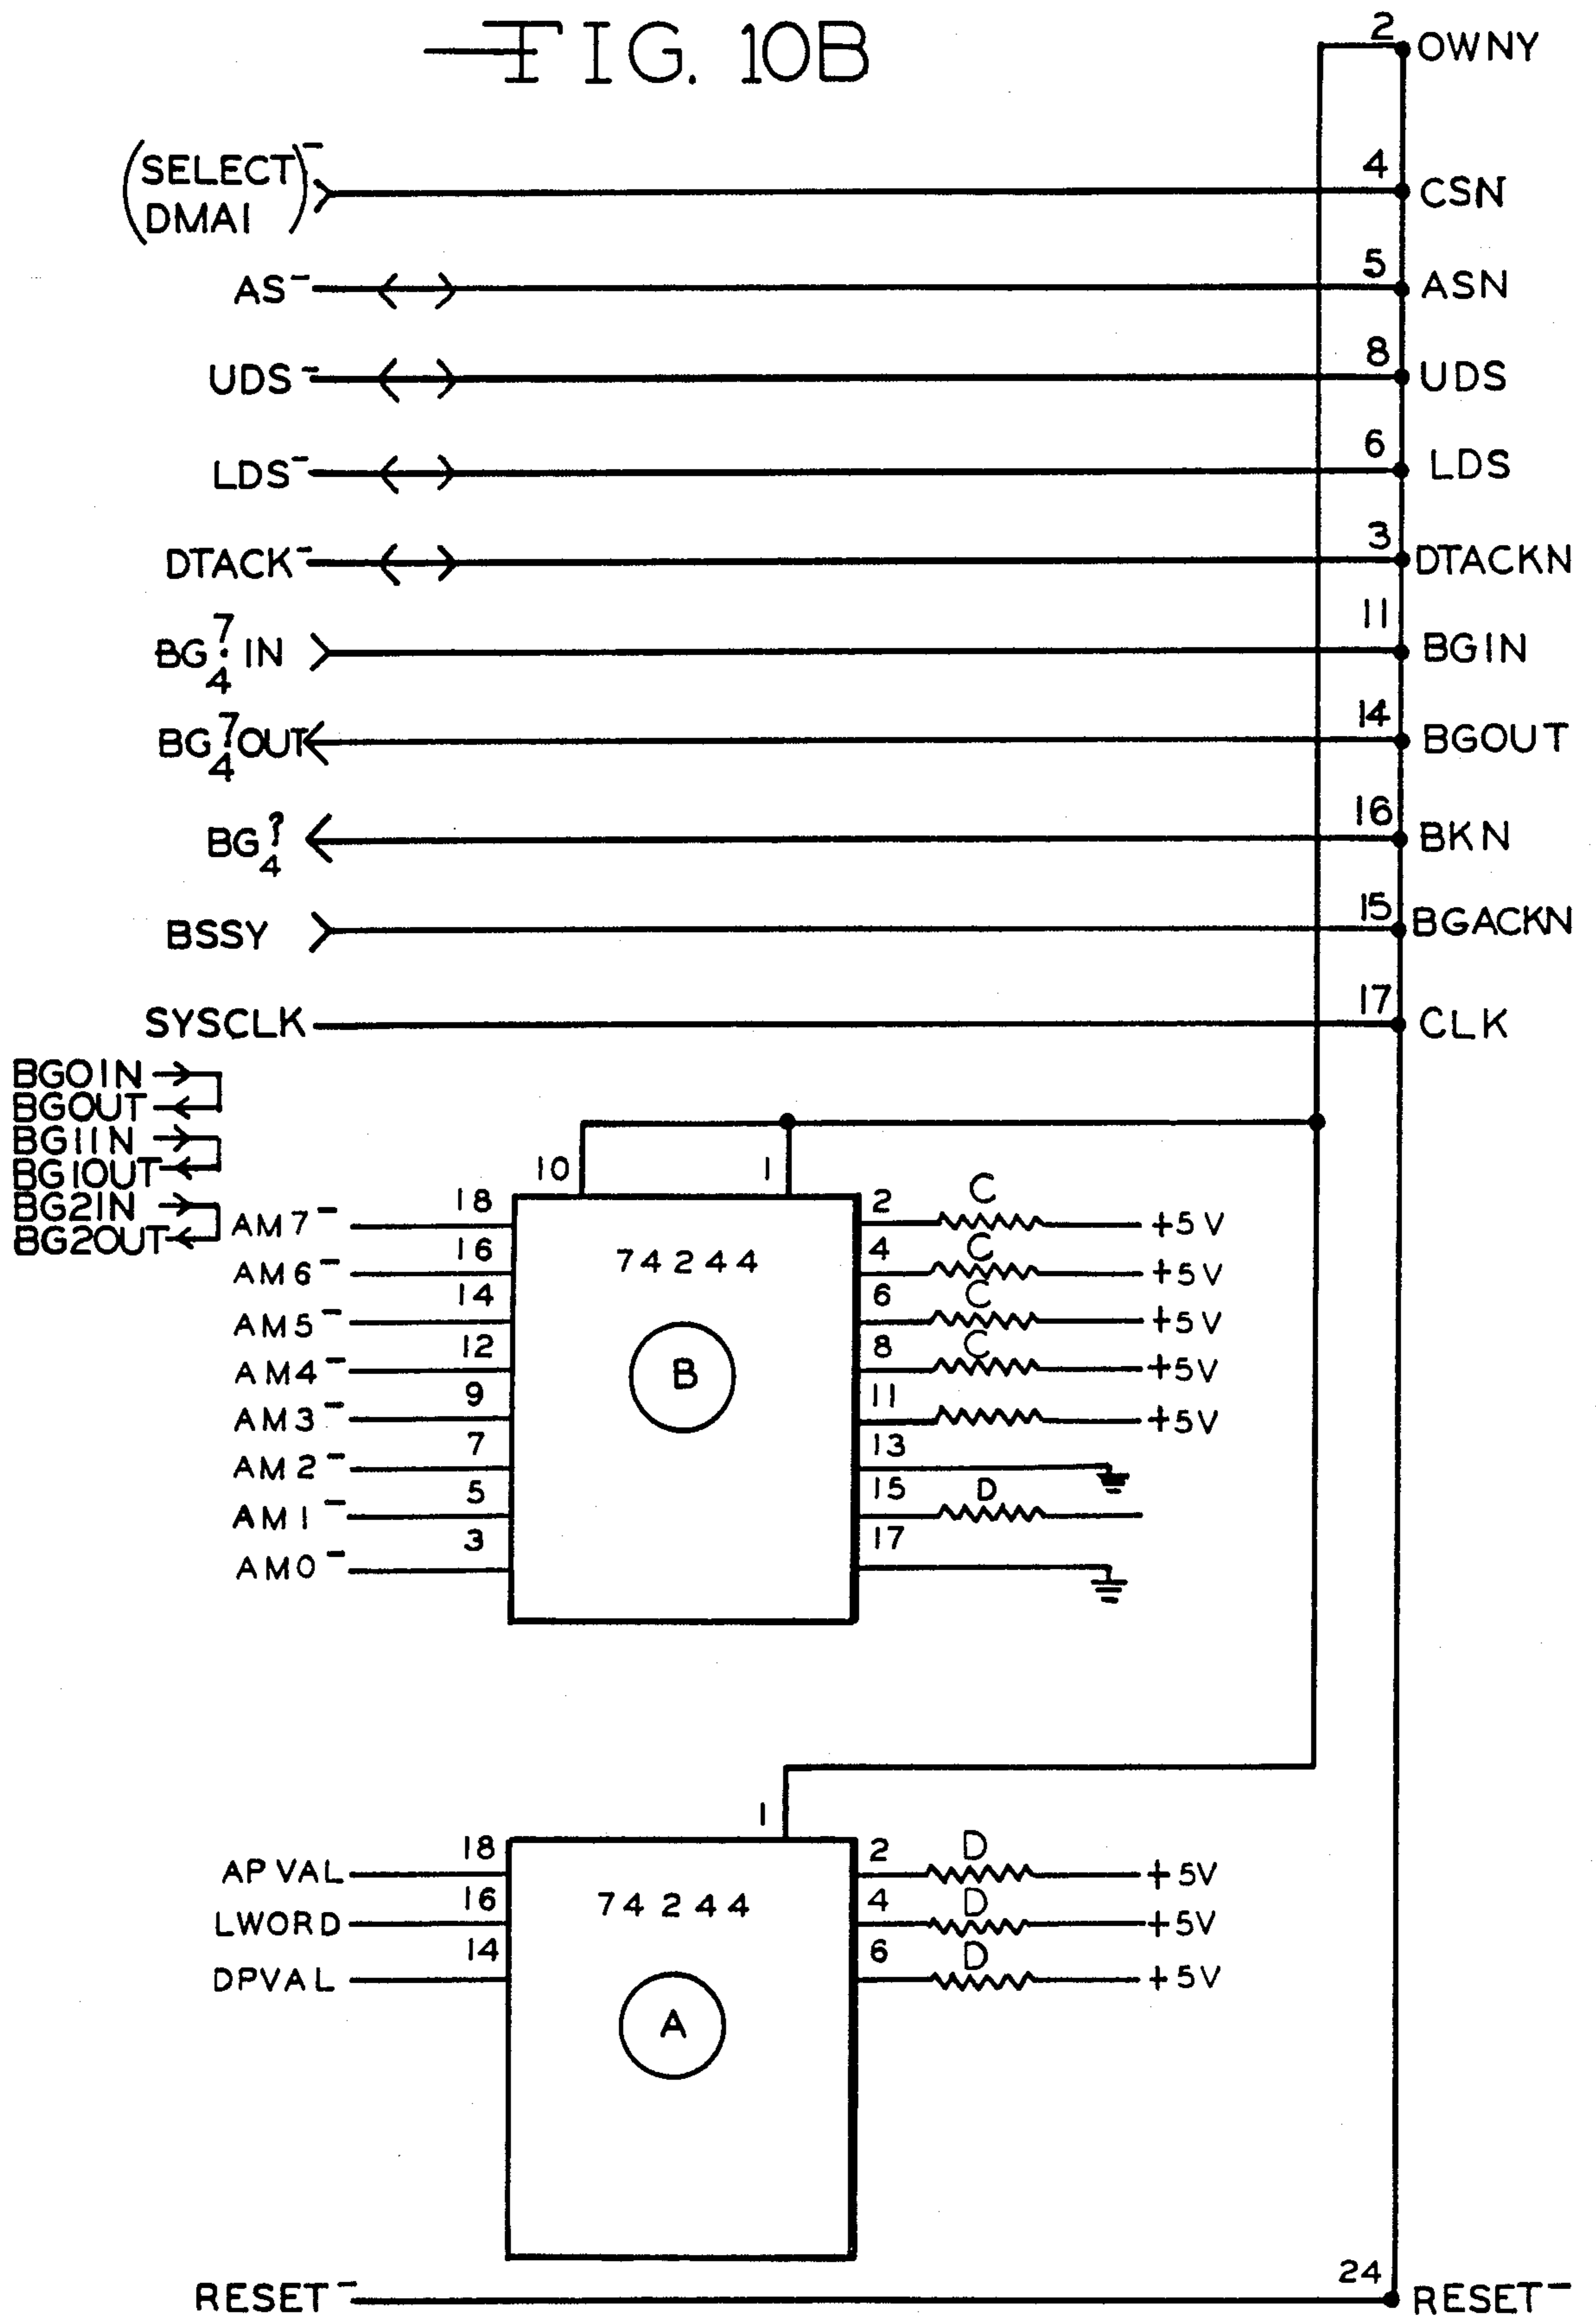 FIG. 10B
2 OWNY
(SELECT DMAI)⁻ 4 CSN
AS⁻ 5 ASN
UDS⁻ 8 UDS
LDS⁻ 6 LDS
DTACK⁻ 3 DTACKN
BG 7 : 4 IN 11 BGIN
BG 7 : 4 OUT 14 BGOUT
BG ? 4 16 BKN
BSSY 15 BGACKN
SYSCLK 17 CLK
BG0IN
BGOUT
BG1IN
BG1OUT
BG2IN
BG2OUT
10 1
AM7⁻ 18 2 C +5V
AM6⁻ 16 4 C +5V
AM5⁻ 14 6 C +5V
AM4⁻ 12 8 C +5V
AM3⁻ 9 11 +5V
AM2⁻ 7 13
AM1⁻ 5 15 D
AM0⁻ 3 17
74244
B
1
APVAL 18 2 D +5V
LWORD 16 4 D +5V
DPVAL 14 6 D +5V
74244
A
RESET⁻ 24 RESET⁻